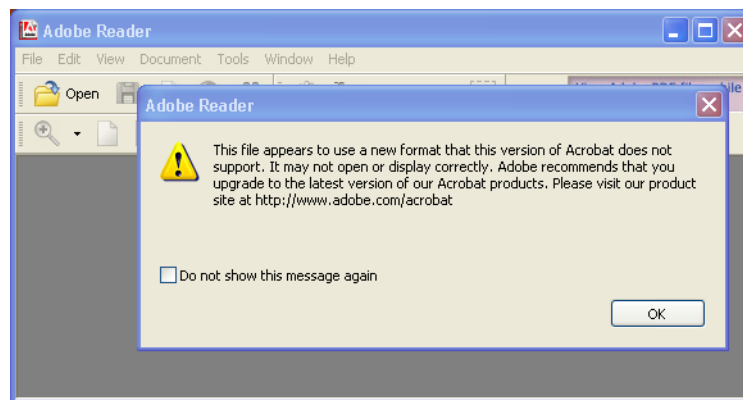 Adobe Reader
File Edit View Document Tools Window Help
Open
Adobe Reader
This file appears to use a new format that this version of Acrobat does not
support. It may not open or display correctly. Adobe recommends that you
upgrade to the latest version of our Acrobat products. Please visit our product
site at http://www.adobe.com/acrobat
Do not show this message again
OK